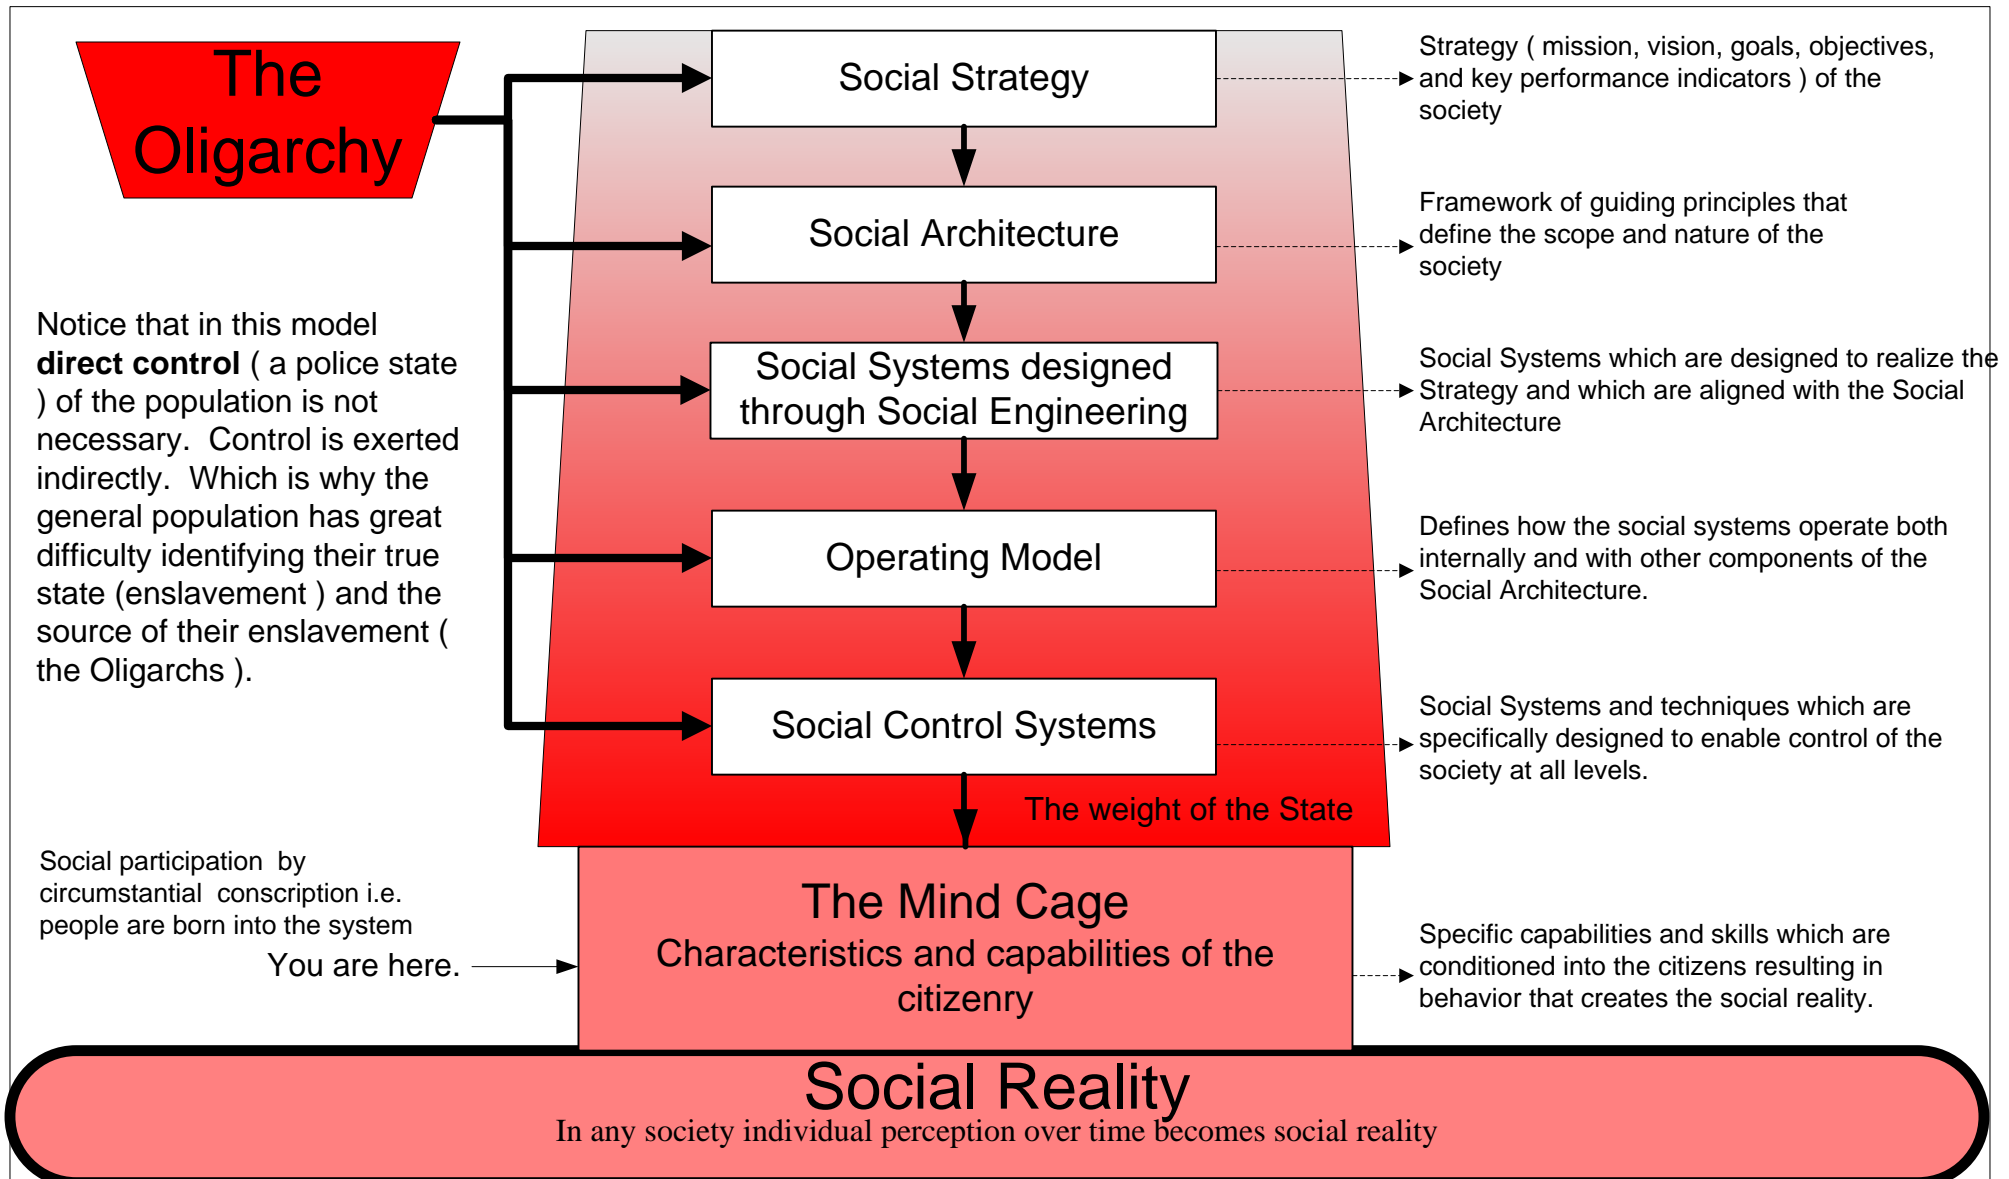 The
Oligarchy
Notice that in this model
direct control ( a police state
) of the population is not
necessary.  Control is exerted
indirectly.  Which is why the
general population has great
difficulty identifying their true
state (enslavement ) and the
source of their enslavement (
the Oligarchs ).
Social participation  by
circumstantial  conscription i.e.
people are born into the system
You are here.
Social Strategy
Social Architecture
Social Systems designed
through Social Engineering
Operating Model
Social Control Systems
The weight of the State
The Mind Cage
Characteristics and capabilities of the
citizenry
Strategy ( mission, vision, goals, objectives,
and key performance indicators ) of the
society
Framework of guiding principles that
define the scope and nature of the
society
Social Systems which are designed to realize the
Strategy and which are aligned with the Social
Architecture
Defines how the social systems operate both
internally and with other components of the
Social Architecture.
Social Systems and techniques which are
specifically designed to enable control of the
society at all levels.
Specific capabilities and skills which are
conditioned into the citizens resulting in
behavior that creates the social reality.
Social Reality
In any society individual perception over time becomes social reality